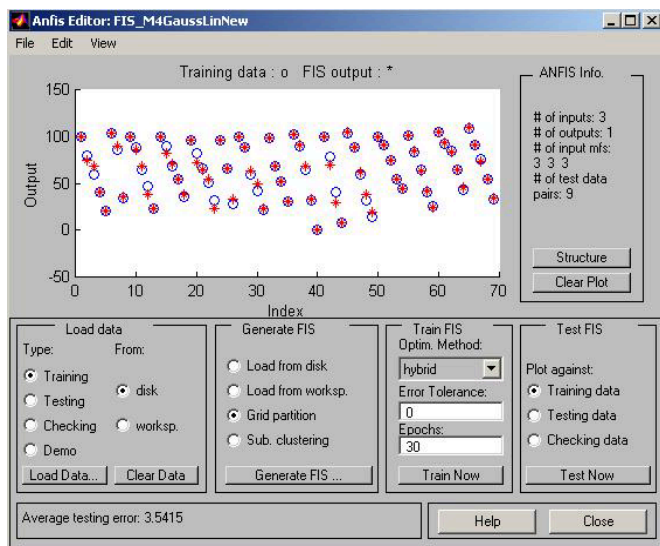 Anfis Editor: FIS_M4GaussLinNew
File Edit View
Training data : o FIS output : *
150
100
50
0
-50
Output
0 10 20 30 40 50 60 70
Index
ANFIS Info.
# of inputs: 3
# of outputs: 1
# of input mfs:
3 3 3
# of test data
pairs: 9
Structure
Clear Plot
Load data
Type: From:
Training
Testing
Checking
Demo
disk
worksp.
Load Data... Clear Data
Generate FIS
Load from disk
Load from worksp.
Grid partition
Sub. clustering
Generate FIS ...
Train FIS
Optim. Method:
hybrid
Error Tolerance:
0
Epochs:
30
Train Now
Test FIS
Plot against:
Training data
Testing data
Checking data
Test Now
Average testing error: 3.5415
Help Close